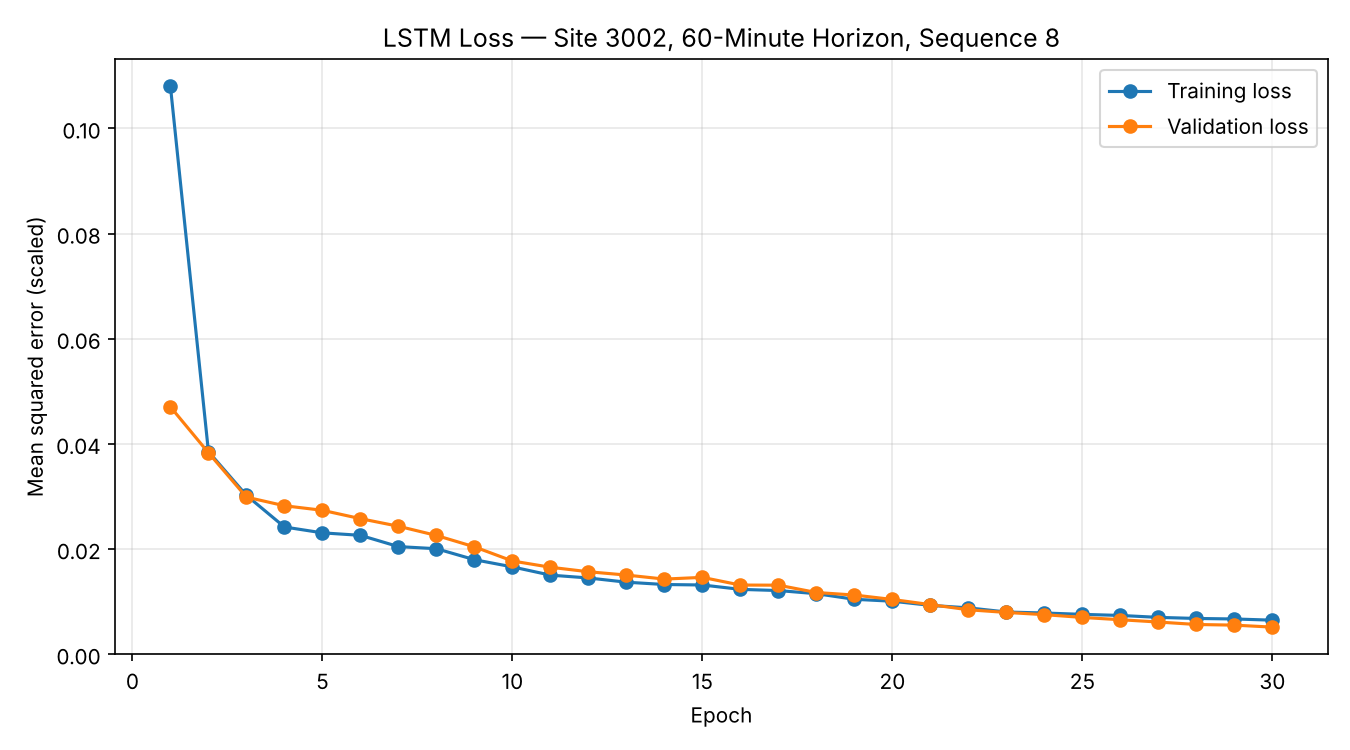 LSTM Loss — Site 3002, 60-Minute Horizon, Sequence 8
Training loss
Validation loss
Mean squared error (scaled)
0.10
0.08
0.06
0.04
0.02
0.00
0 5 10 15 20 25 30
Epoch